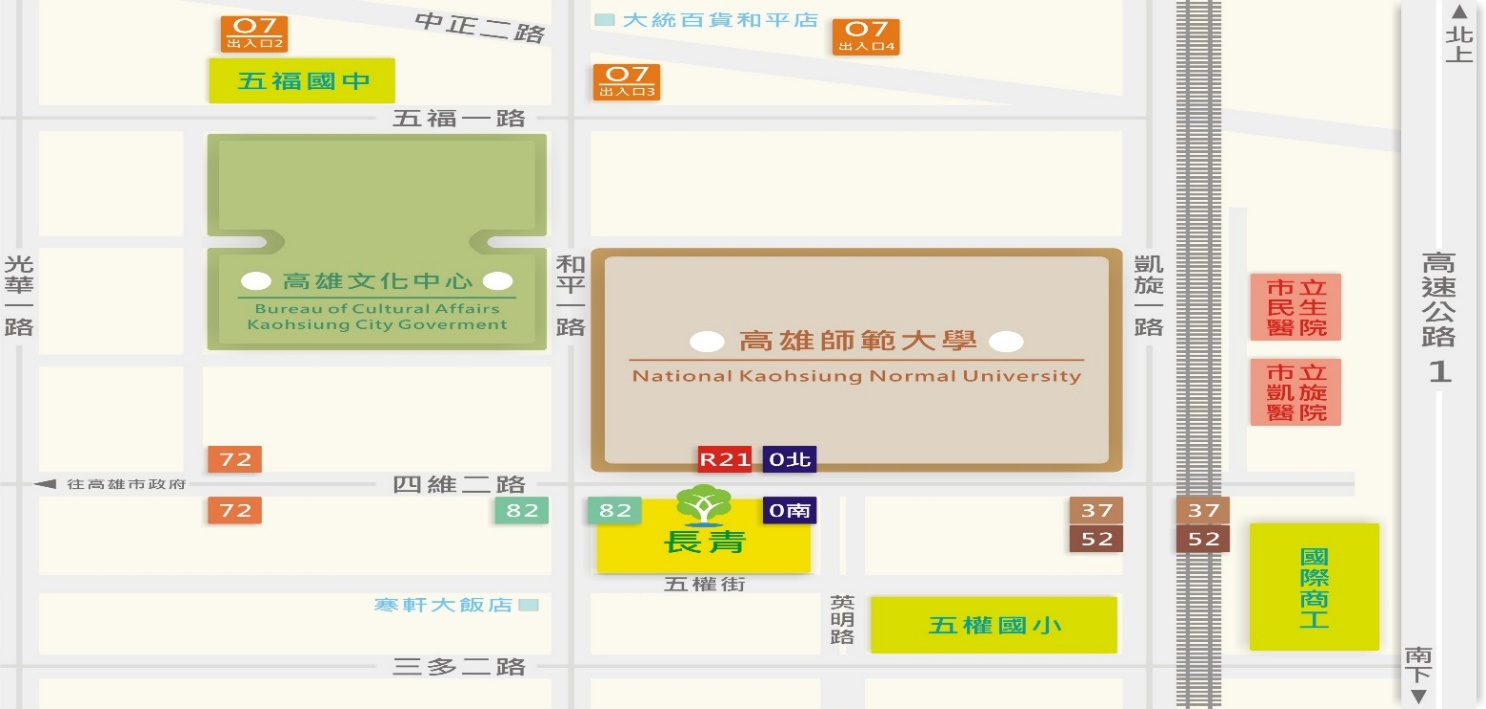 中正二路
大統百貨和平店
O7
出入口2
O7
出入口4
▲
北上
五福國中
O7
出入口3
五福一路
光華一路
高雄文化中心
Bureau of Cultural Affairs
Kaohsiung City Goverment
和平一路
高雄師範大學
National Kaohsiung Normal University
凱旋一路
市立
民生
醫院
市立
凱旋
醫院
高速公路1
72
R21
0北
◀ 往高雄市政府
四維二路
72
82
82
0南
37
37
52
52
長青
國際商工
五權街
寒軒大飯店
英明路
五權國小
三多二路
南下
▼